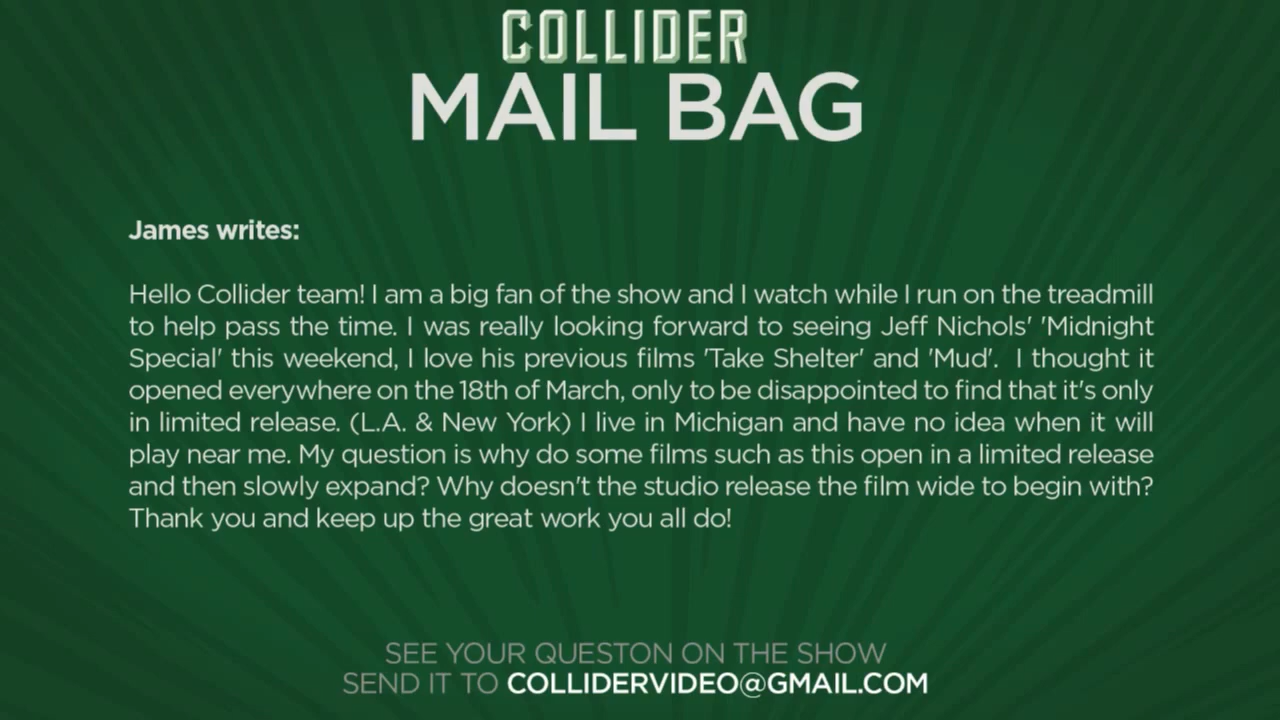 COLLIDER
MAIL BAG
James writes:
Hello Collider team! I am a big fan of the show and I watch while I run on the treadmill
to help pass the time. I was really looking forward to seeing Jeff Nichols' 'Midnight
Special' this weekend, I love his previous films 'Take Shelter' and 'Mud'. I thought it
opened everywhere on the 18th of March, only to be disappointed to find that it's only
in limited release. (L.A. & New York) I live in Michigan and have no idea when it will
play near me. My question is why do some films such as this open in a limited release
and then slowly expand? Why doesn't the studio release the film wide to begin with?
Thank you and keep up the great work you all do!
SEE YOUR QUESTON ON THE SHOW
SEND IT TO COLLIDERVIDEO@GMAIL.COM